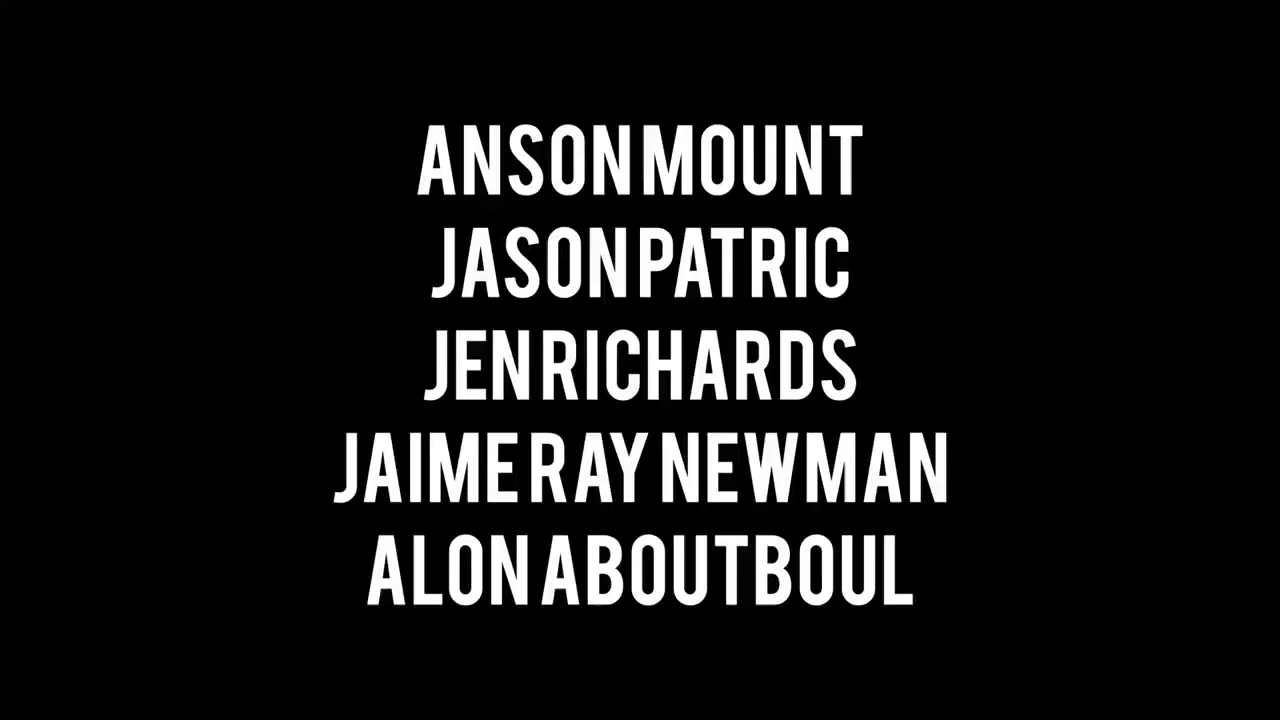 ANSON MOUNT
JASON PATRIC
JEN RICHARDS
JAIME RAY NEWMAN
ALON ABOUTBOUL